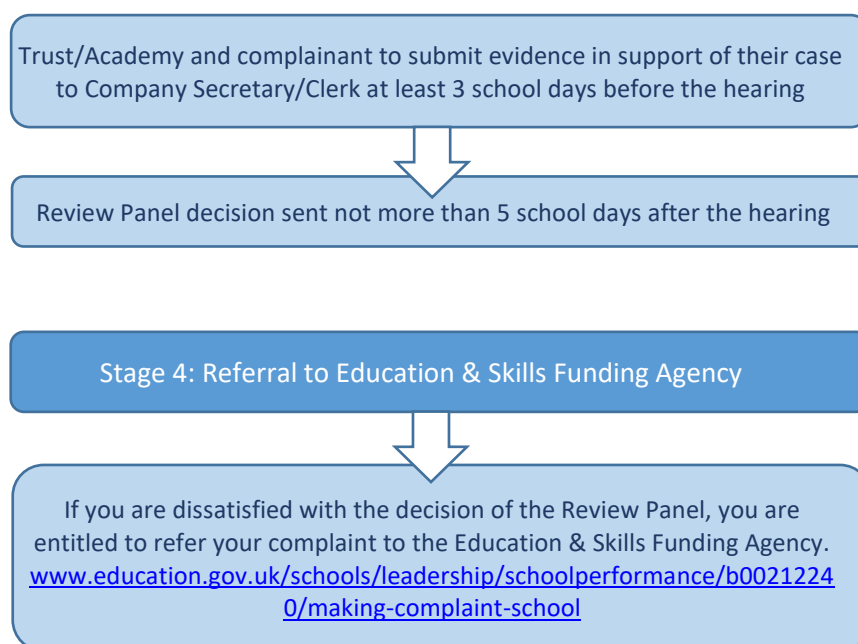 Trust/Academy and complainant to submit evidence in support of their case
to Company Secretary/Clerk at least 3 school days before the hearing
Review Panel decision sent not more than 5 school days after the hearing
Stage 4: Referral to Education & Skills Funding Agency
If you are dissatisfied with the decision of the Review Panel, you are
entitled to refer your complaint to the Education & Skills Funding Agency.
www.education.gov.uk/schools/leadership/schoolperformance/b0021224
0/making-complaint-school